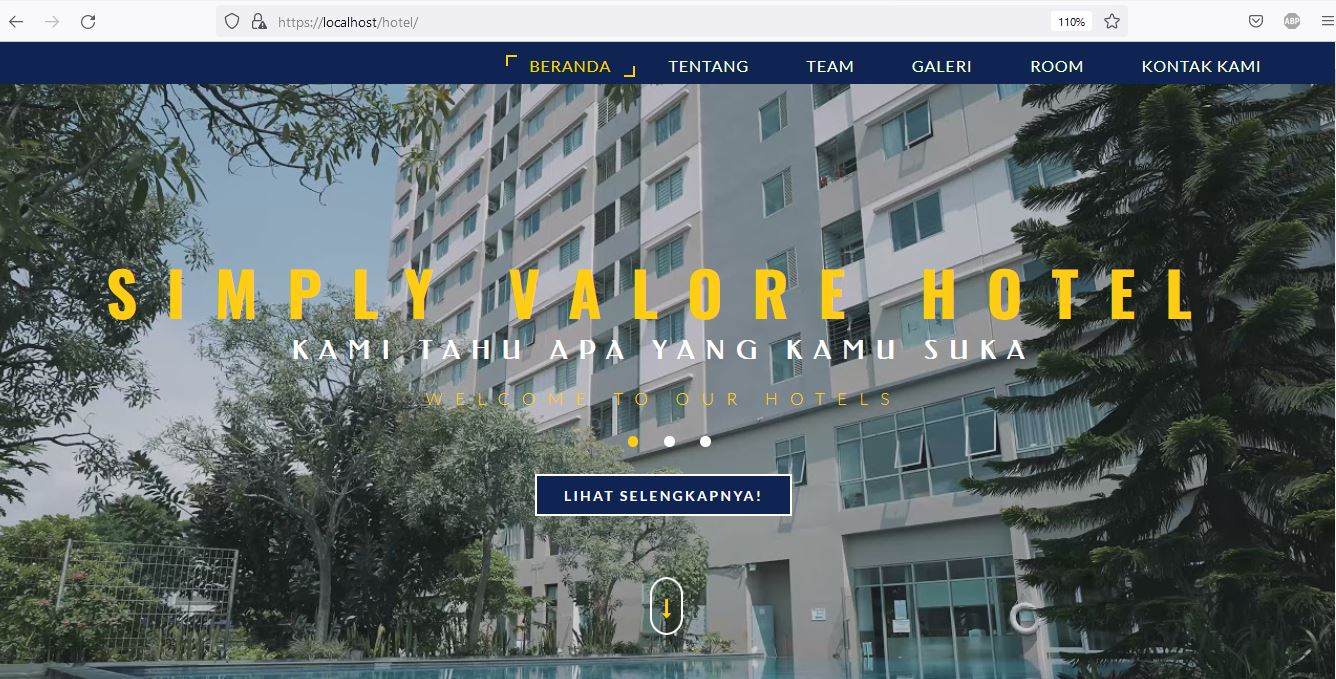 https://localhost/hotel/
110%
ABP
BERANDA TENTANG TEAM GALERI ROOM KONTAK KAMI
SIMPLY VALORE HOTEL
KAMI TAHU APA YANG KAMU SUKA
WELCOME TO OUR HOTELS
LIHAT SELENGKAPNYA!